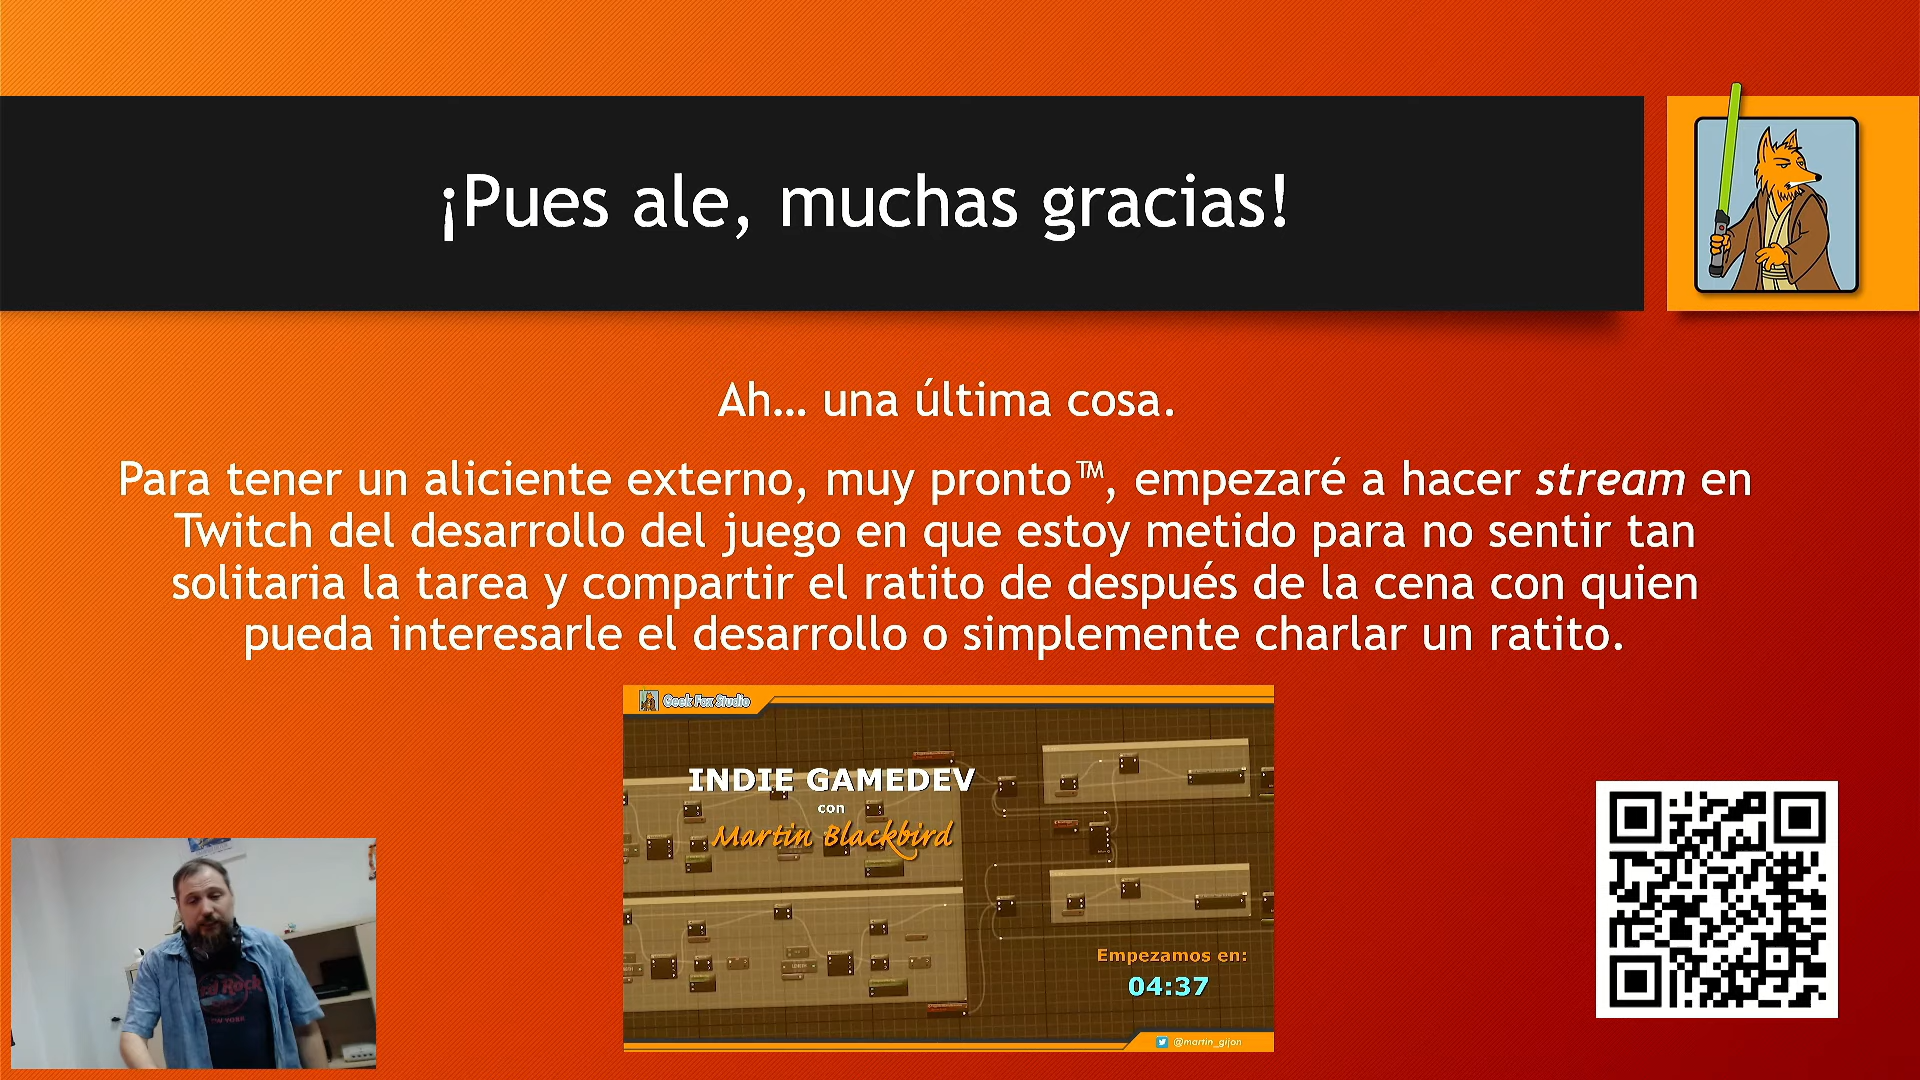 ¡Pues ale, muchas gracias!
Ah... una última cosa.
Para tener un aliciente externo, muy pronto™, empezaré a hacer stream en
Twitch del desarrollo del juego en que estoy metido para no sentir tan
solitaria la tarea y compartir el ratito de después de la cena con quien
pueda interesarle el desarrollo o simplemente charlar un ratito.
Geek Fox Studio
INDIE GAMEDEV
con
Martin Blackbird
Empezamos en:
04:37
@martin_gijon